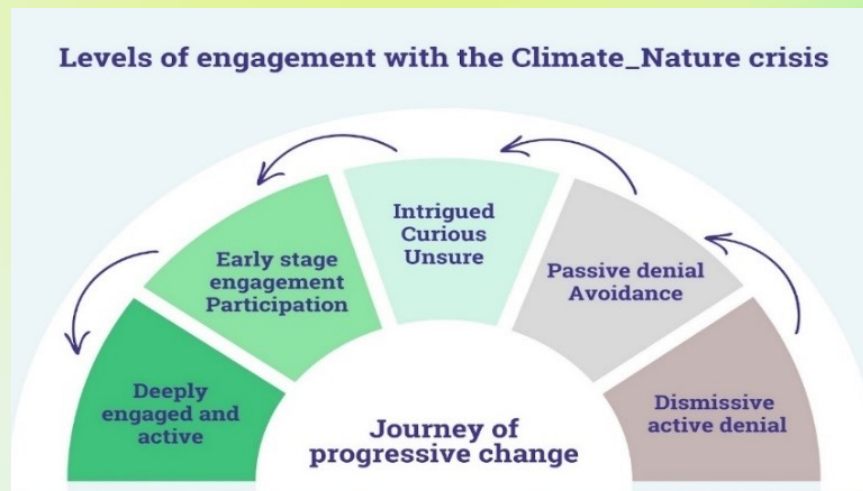 Levels of engagement with the Climate_Nature crisis
Intrigued
Curious
Unsure
Early stage
engagement
Participation
Passive denial
Avoidance
Deeply
engaged and
active
Dismissive
active denial
Journey of
progressive change